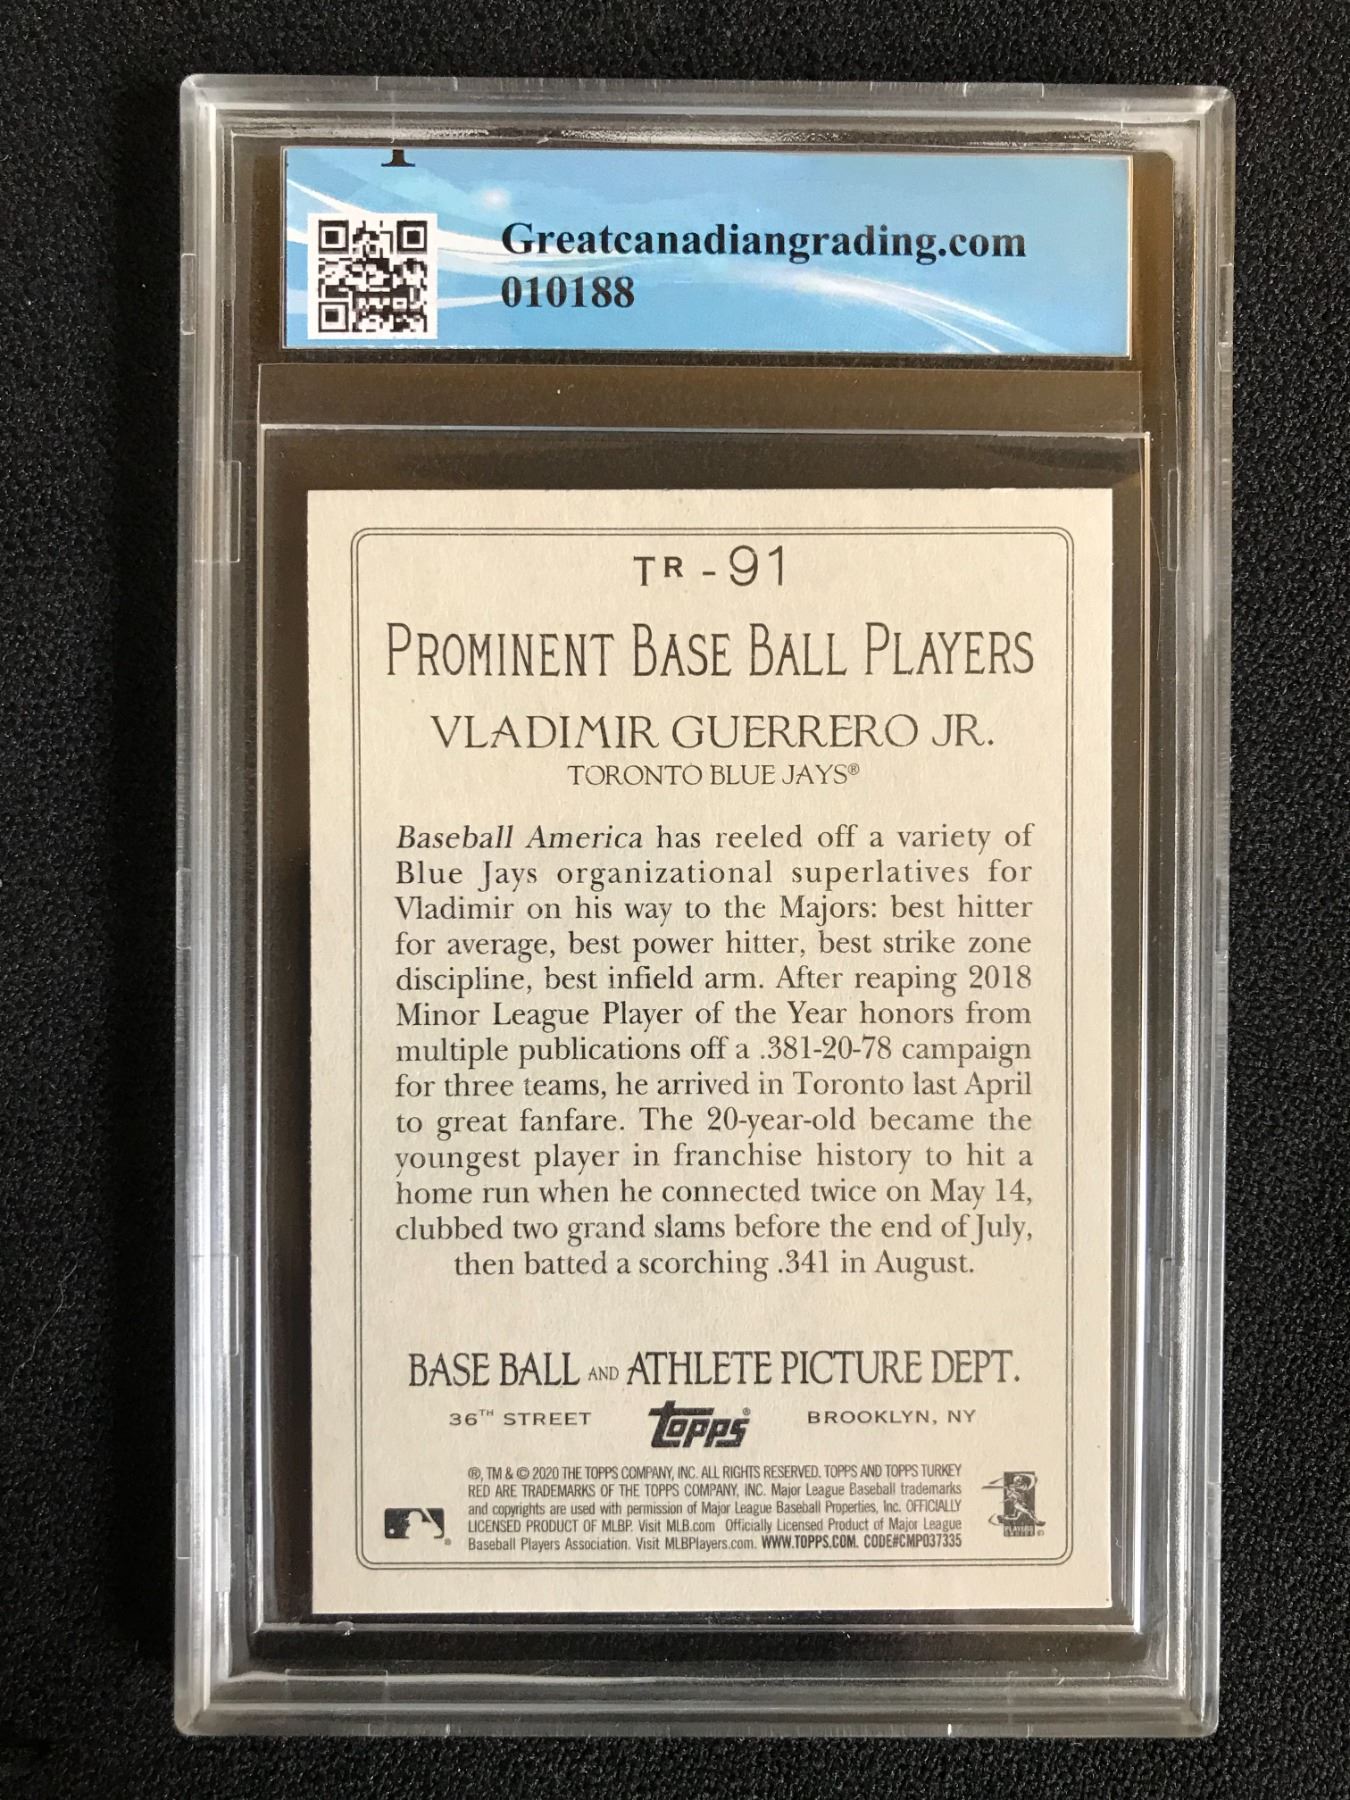 Greatcanadiangrading.com
010188
TR-91
PROMINENT BASE BALL PLAYERS
VLADIMIR GUERRERO JR.
TORONTO BLUE JAYS®
Baseball America has reeled off a variety of
Blue Jays organizational superlatives for
Vladimir on his way to the Majors: best hitter
for average, best power hitter, best strike zone
discipline, best infield arm. After reaping 2018
Minor League Player of the Year honors from
multiple publications off a .381-20-78 campaign
for three teams, he arrived in Toronto last April
to great fanfare. The 20-year-old became the
youngest player in franchise history to hit a
home run when he connected twice on May 14,
clubbed two grand slams before the end of July,
then batted a scorching .341 in August.
BASE BALL AND ATHLETE PICTURE DEPT.
36TH STREET topps® BROOKLYN, NY
®, TM & © 2020 THE TOPPS COMPANY, INC. ALL RIGHTS RESERVED. TOPPS AND TOPPS TURKEY
RED ARE TRADEMARKS OF THE TOPPS COMPANY, INC. Major League Baseball trademarks
and copyrights are used with permission of Major League Baseball Properties, Inc. OFFICIALLY
LICENSED PRODUCT OF MLBP. Visit MLB.com Officially Licensed Product of Major League
Baseball Players Association. Visit MLBPlayers.com. WWW.TOPPS.COM. CODE#CMP037335
PLAYERS